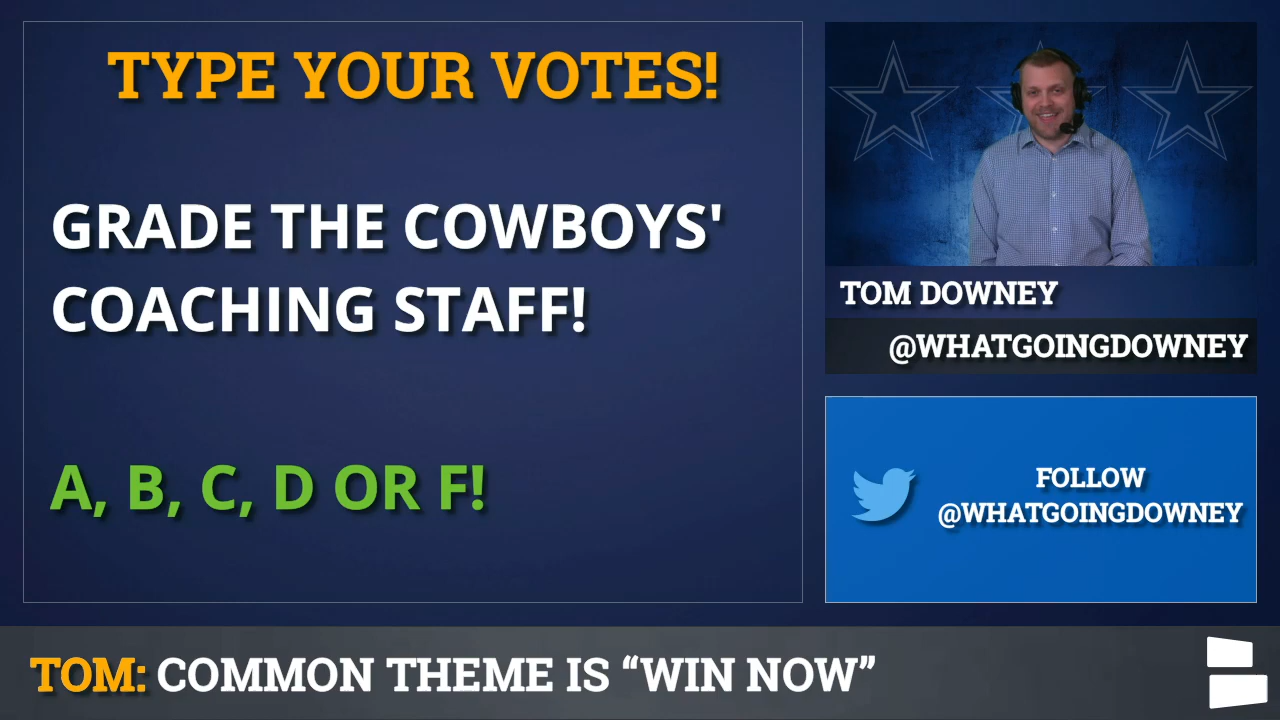 TYPE YOUR VOTES!
GRADE THE COWBOYS'
COACHING STAFF!
A, B, C, D OR F!
TOM DOWNEY
@WHATGOINGDOWNEY
FOLLOW
@WHATGOINGDOWNEY
TOM: COMMON THEME IS “WIN NOW”